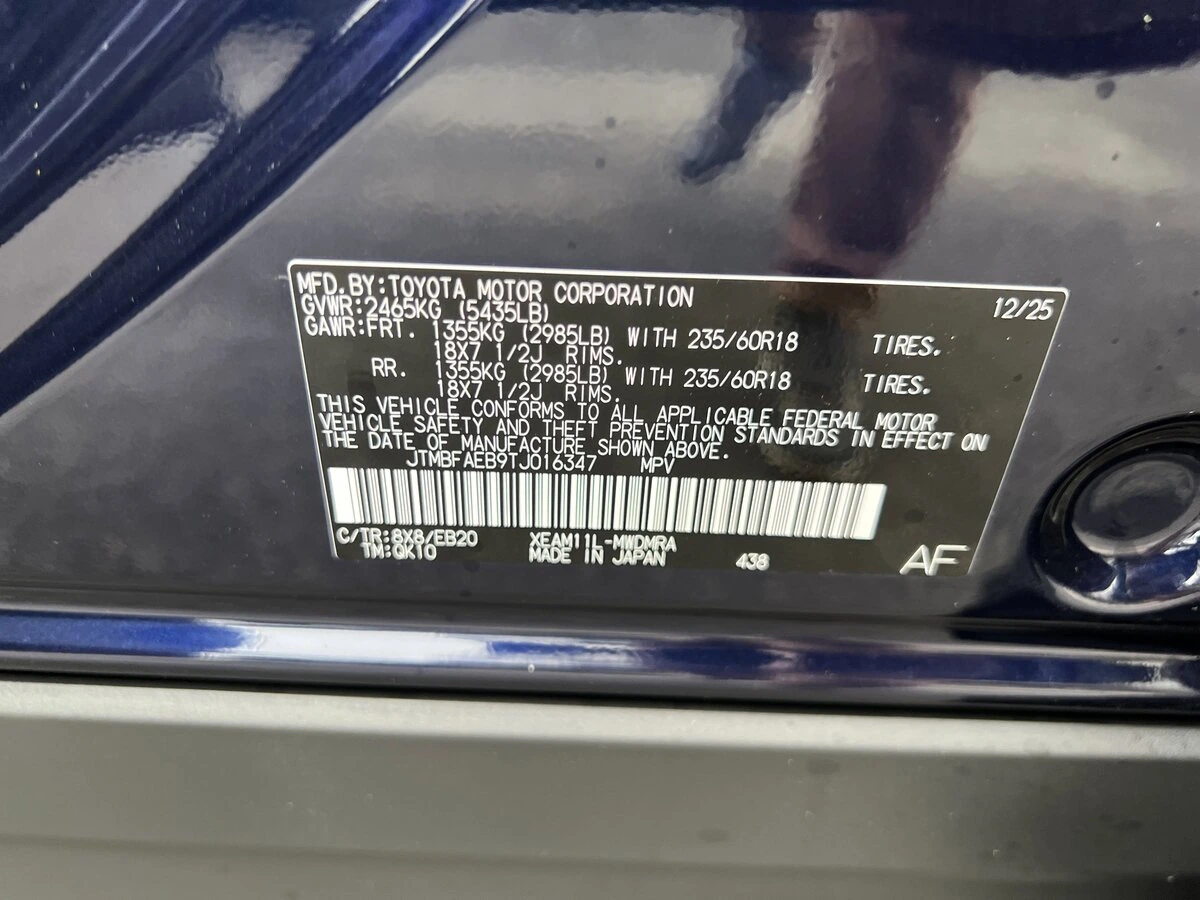 MFD.BY:TOYOTA MOTOR CORPORATION 12/25
GVWR:2465KG (5435LB)
GAWR:FRT. 1355KG (2985LB) WITH 235/60R18 TIRES.
18X7 1/2J RIMS.
RR. 1355KG (2985LB) WITH 235/60R18 TIRES.
18X7 1/2J RIMS.
THIS VEHICLE CONFORMS TO ALL APPLICABLE FEDERAL MOTOR
VEHICLE SAFETY AND THEFT PREVENTION STANDARDS IN EFFECT ON
THE DATE OF MANUFACTURE SHOWN ABOVE.
JTMBFAEB9TJ016347 MPV
C/TR:8X8/EB20 XEAM11L-MWDMRA
TM:QK10 MADE IN JAPAN 438 AF